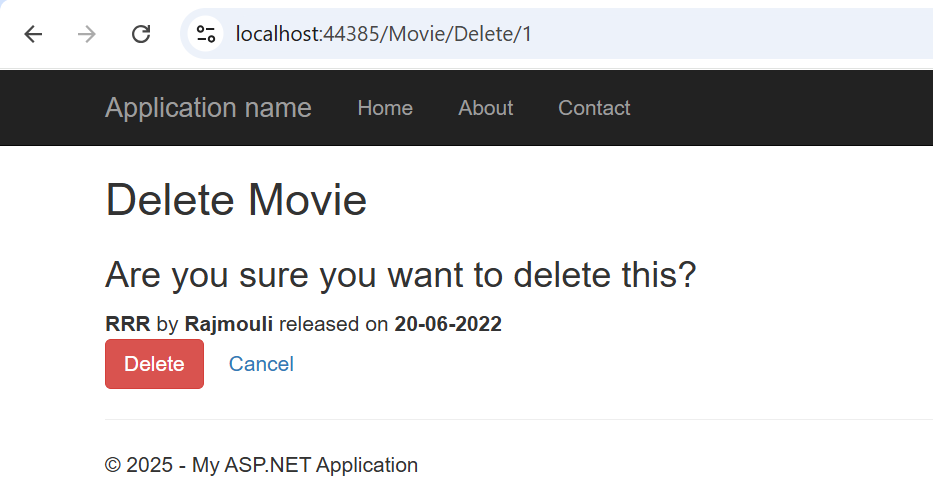 localhost:44385/Movie/Delete/1
Application name Home About Contact
Delete Movie
Are you sure you want to delete this?
RRR by Rajmouli released on 20-06-2022
Delete Cancel
© 2025 - My ASP.NET Application